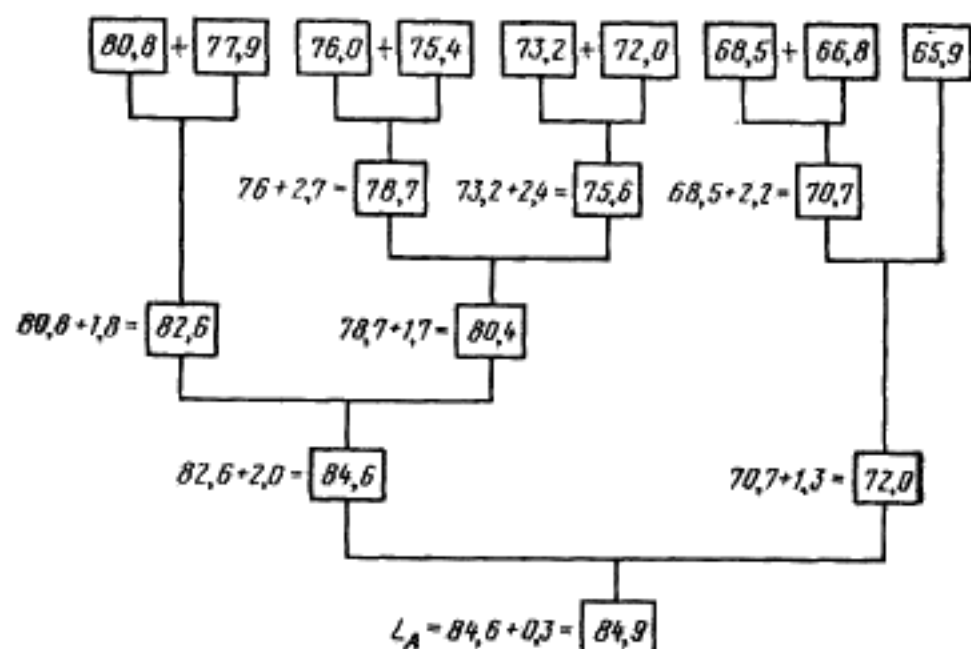 80,8 ÷ 77,9 76,0 ÷ 75,4 73,2 ÷ 72,0 68,5 ÷ 66,8 65,9
76+2,7= 78,7 73,2+2,4= 75,6 68,5+2,2= 70,7
80,8+1,8= 82,6 78,7+1,7= 80,4
82,6+2,0= 84,6 70,7+1,3= 72,0
L_A = 84,6+0,3= 84,9